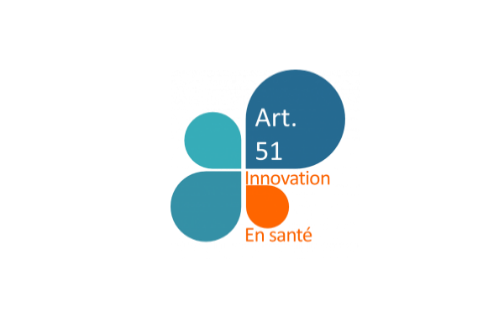 Art.
51
Innovation
En santé